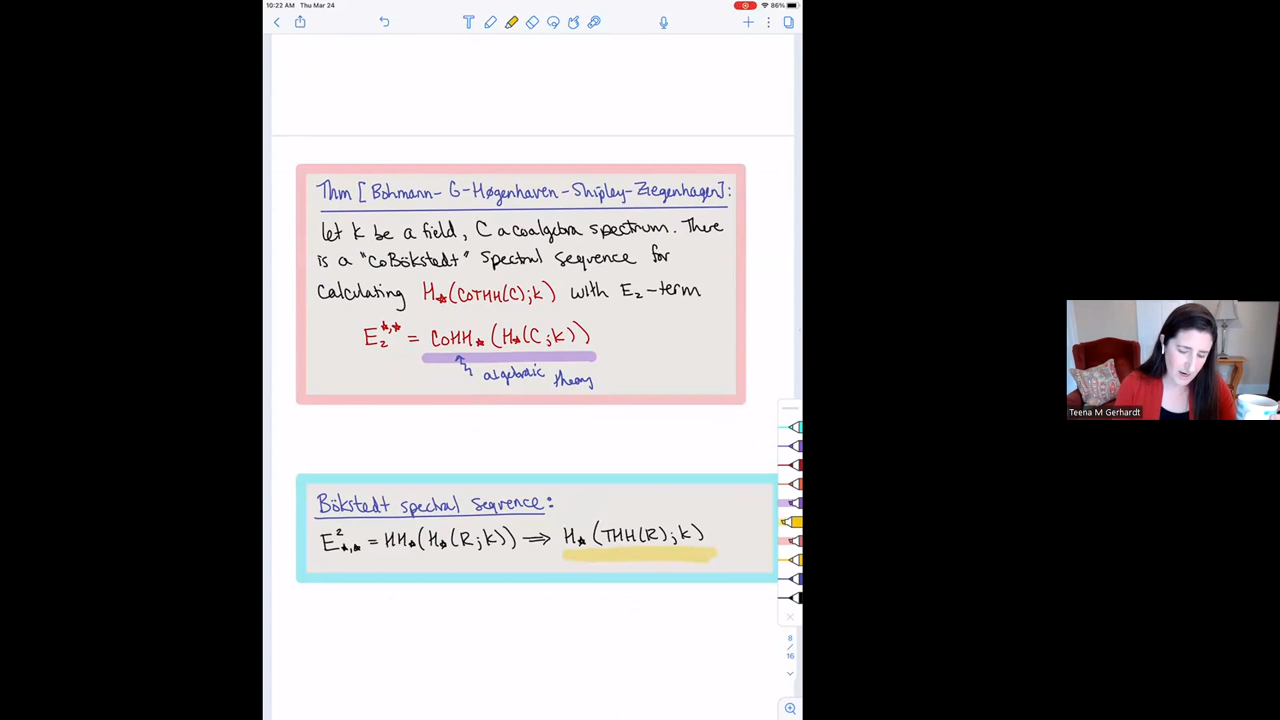 10:22 AM Thu Mar 24
86%
Thm [Bohmann-G-Høgenhaven-Shipley-Ziegenhagen]:
let k be a field, C a coalgebra spectrum. There
is a "CoBökstedt" spectral sequence for
Calculating H⋆(CoTHH(C);k) with E₂-term
E₂^{⋆,⋆} = CoHH⋆(H⋆(C;k))
algebraic theory
Bökstedt spectral sequence:
E²⋆,⋆ = HH⋆(H⋆(R;k)) ⟹ H⋆(THH(R);k)
8
/
16
Teena M Gerhardt